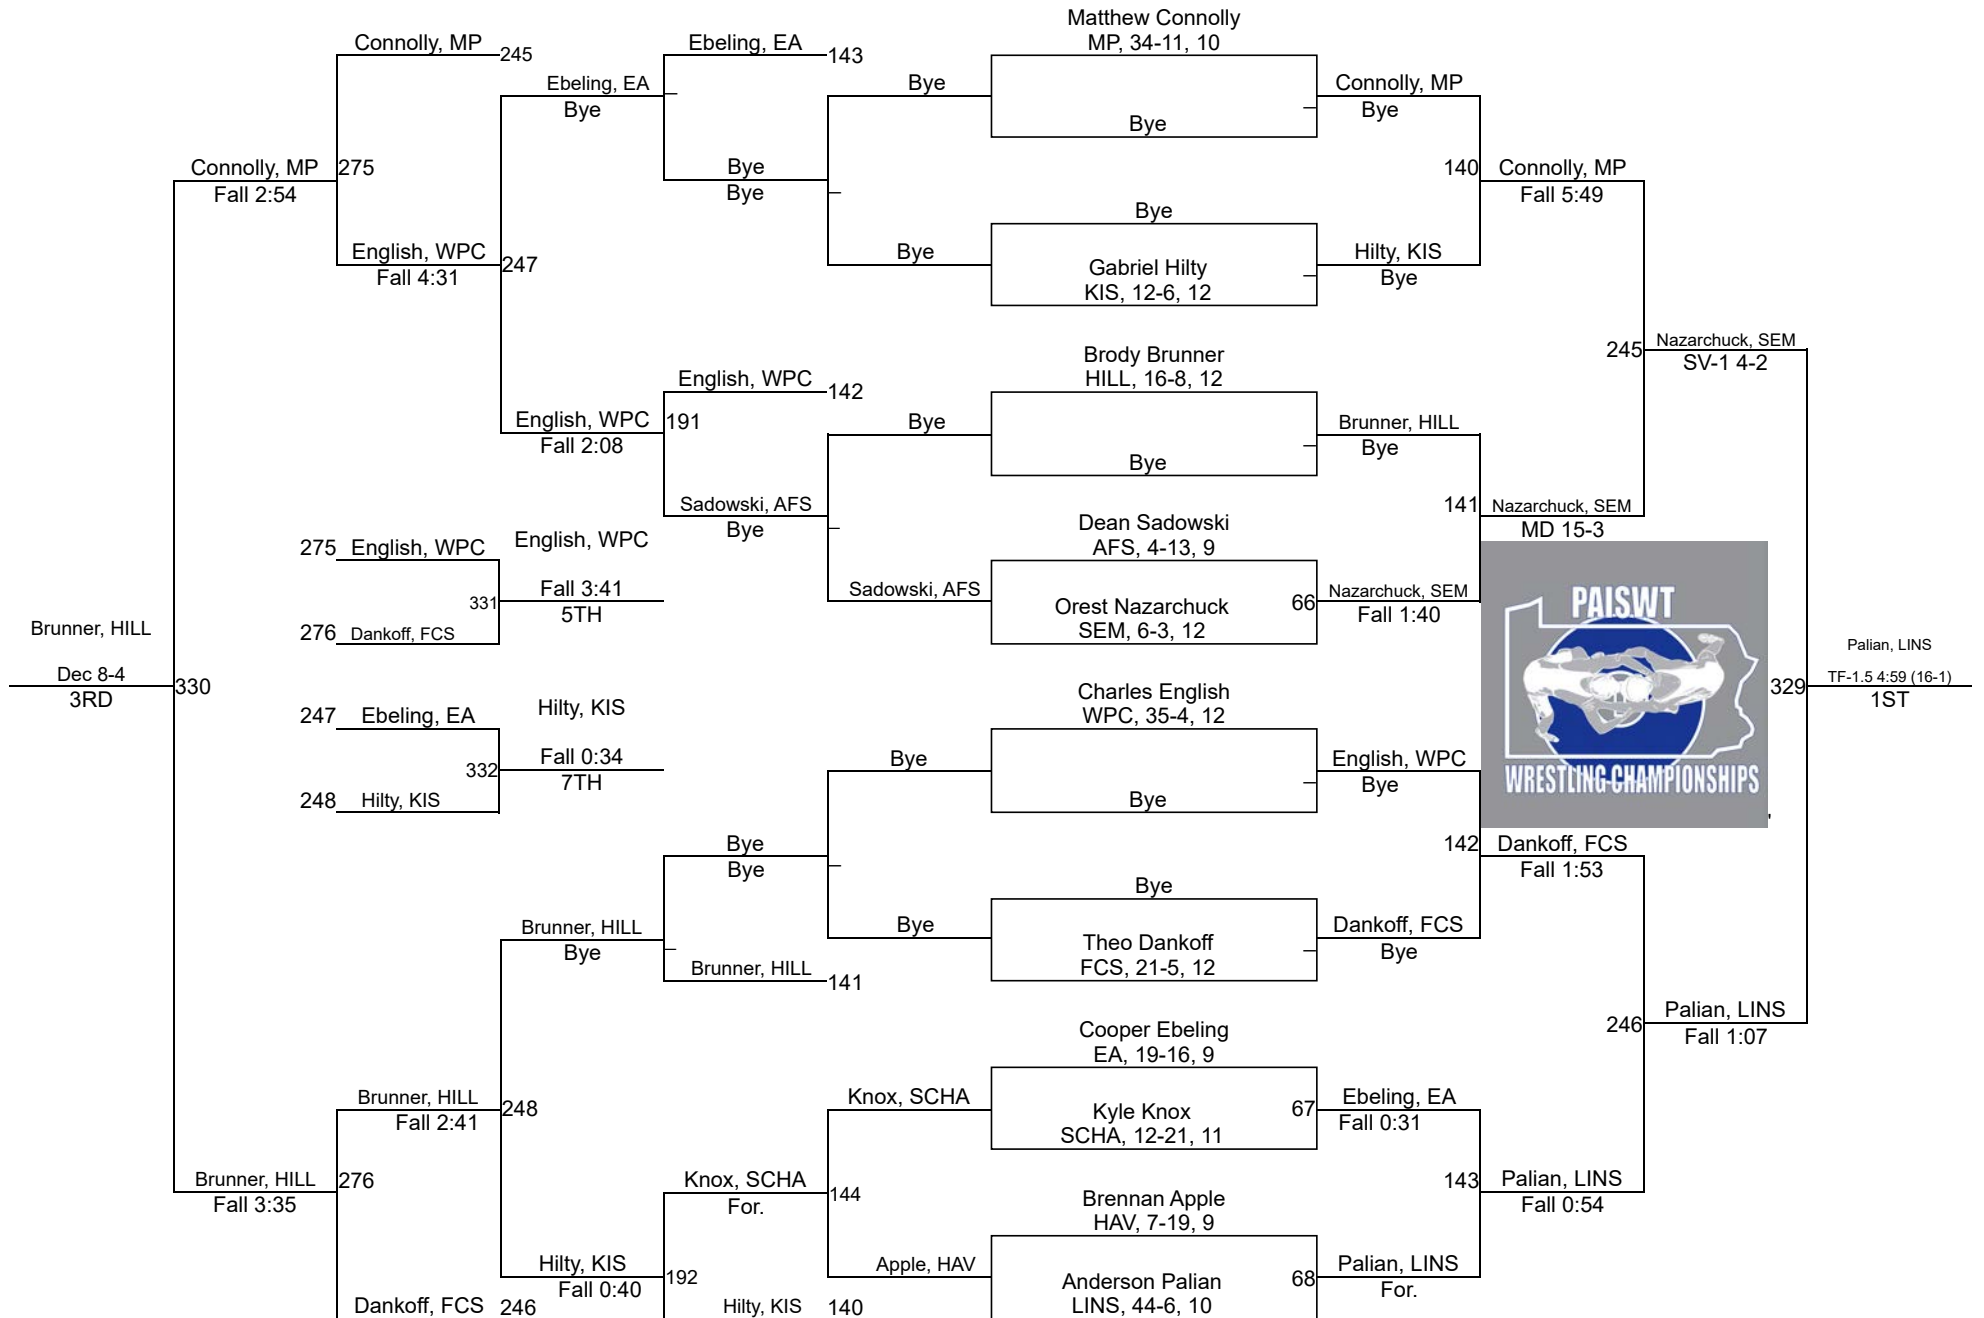 Matthew Connolly
MP, 34-11, 10
Connolly, MP
245
Ebeling, EA
143
Ebeling, EA
Bye
Bye
Bye
Connolly, MP
Bye
Connolly, MP
Fall 2:54
275
Bye
Bye
140
Connolly, MP
Fall 5:49
English, WPC
Fall 4:31
247
Bye
Bye
Gabriel Hilty
KIS, 12-6, 12
Hilty, KIS
Bye
245
Nazarchuck, SEM
SV-1 4-2
Brody Brunner
HILL, 16-8, 12
English, WPC
142
English, WPC
Fall 2:08
191
Bye
Bye
Brunner, HILL
Bye
Sadowski, AFS
Bye
141
Nazarchuck, SEM
MD 15-3
Dean Sadowski
AFS, 4-13, 9
275
English, WPC
English, WPC
Fall 3:41
331
5TH
276
Dankoff, FCS
Sadowski, AFS
Orest Nazarchuck
SEM, 6-3, 12
66
Nazarchuck, SEM
Fall 1:40
PAISWT
WRESTLING CHAMPIONSHIPS
Brunner, HILL
Dec 8-4
3RD
330
Palian, LINS
TF-1.5 4:59 (16-1)
329
1ST
247
Ebeling, EA
Hilty, KIS
Fall 0:34
332
7TH
248
Hilty, KIS
Charles English
WPC, 35-4, 12
Bye
Bye
English, WPC
Bye
Bye
Bye
142
Dankoff, FCS
Fall 1:53
Bye
Bye
Theo Dankoff
FCS, 21-5, 12
Dankoff, FCS
Bye
Brunner, HILL
Bye
Brunner, HILL
141
246
Palian, LINS
Fall 1:07
Cooper Ebeling
EA, 19-16, 9
Brunner, HILL
Fall 2:41
248
Knox, SCHA
Kyle Knox
SCHA, 12-21, 11
67
Ebeling, EA
Fall 0:31
Brunner, HILL
Fall 3:35
276
Knox, SCHA
For.
144
143
Palian, LINS
Fall 0:54
Brennan Apple
HAV, 7-19, 9
Hilty, KIS
Fall 0:40
192
Apple, HAV
Anderson Palian
LINS, 44-6, 10
68
Palian, LINS
For.
Dankoff, FCS
246
Hilty, KIS
140